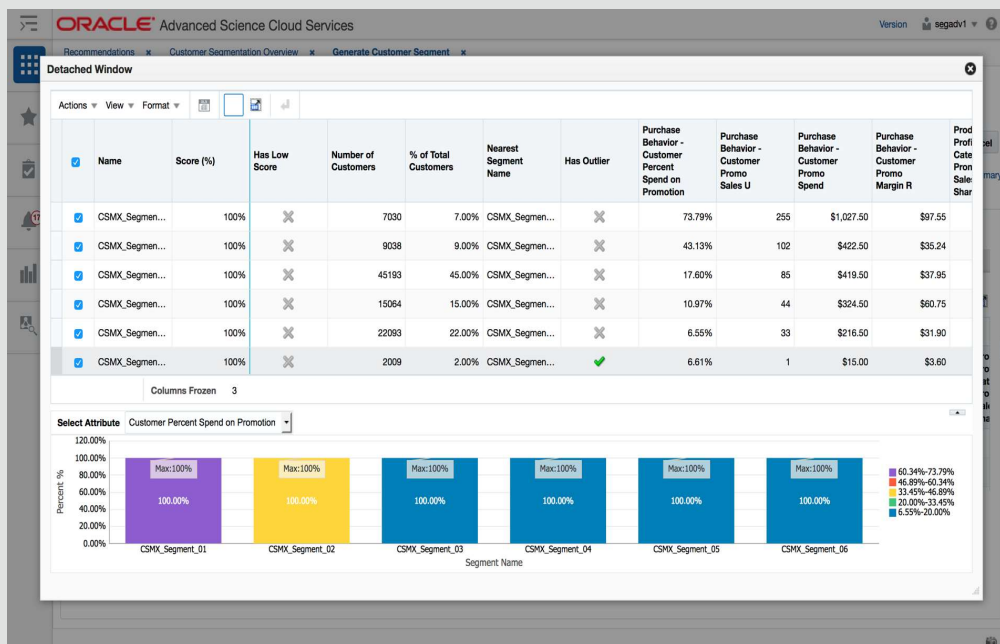 ORACLE® Advanced Science Cloud Services
Version segadv1
Recommendations x Customer Segmentation Overview x Generate Customer Segment x
Detached Window
Actions View Format
Name
Score (%)
Has Low Score
Number of Customers
% of Total Customers
Nearest Segment Name
Has Outlier
Purchase Behavior - Customer Percent Spend on Promotion
Purchase Behavior - Customer Promo Sales U
Purchase Behavior - Customer Promo Spend
Purchase Behavior - Customer Promo Margin R
CSMX_Segmen... 100% 7030 7.00% CSMX_Segmen... 73.79% 255 $1,027.50 $97.55
CSMX_Segmen... 100% 9038 9.00% CSMX_Segmen... 43.13% 102 $422.50 $35.24
CSMX_Segmen... 100% 45193 45.00% CSMX_Segmen... 17.60% 85 $419.50 $37.95
CSMX_Segmen... 100% 15064 15.00% CSMX_Segmen... 10.97% 44 $324.50 $60.75
CSMX_Segmen... 100% 22093 22.00% CSMX_Segmen... 6.55% 33 $216.50 $31.90
CSMX_Segmen... 100% 2009 2.00% CSMX_Segmen... 6.61% 1 $15.00 $3.60
Columns Frozen 3
Select Attribute Customer Percent Spend on Promotion
120.00%
100.00%
80.00%
60.00%
40.00%
20.00%
0.00%
Percent %
Max:100% Max:100% Max:100% Max:100% Max:100% Max:100%
100.00% 100.00% 100.00% 100.00% 100.00% 100.00%
CSMX_Segment_01 CSMX_Segment_02 CSMX_Segment_03 CSMX_Segment_04 CSMX_Segment_05 CSMX_Segment_06
Segment Name
60.34%-73.79%
46.89%-60.34%
33.45%-46.89%
20.00%-33.45%
6.55%-20.00%